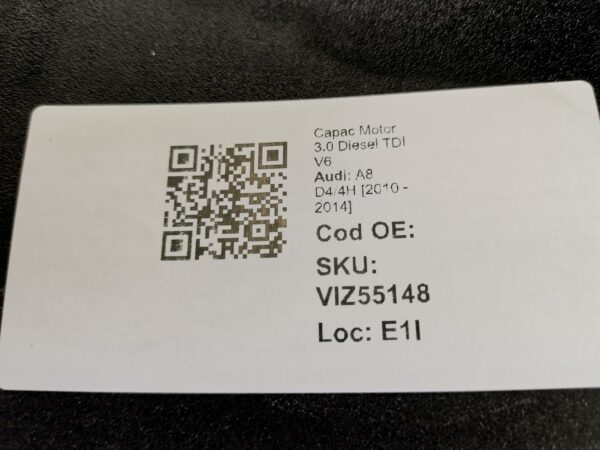 Capac Motor
3.0 Diesel TDI
V6
Audi: A8
D4/4H [2010 -
2014]
Cod OE:
SKU:
VIZ55148
Loc: E1I